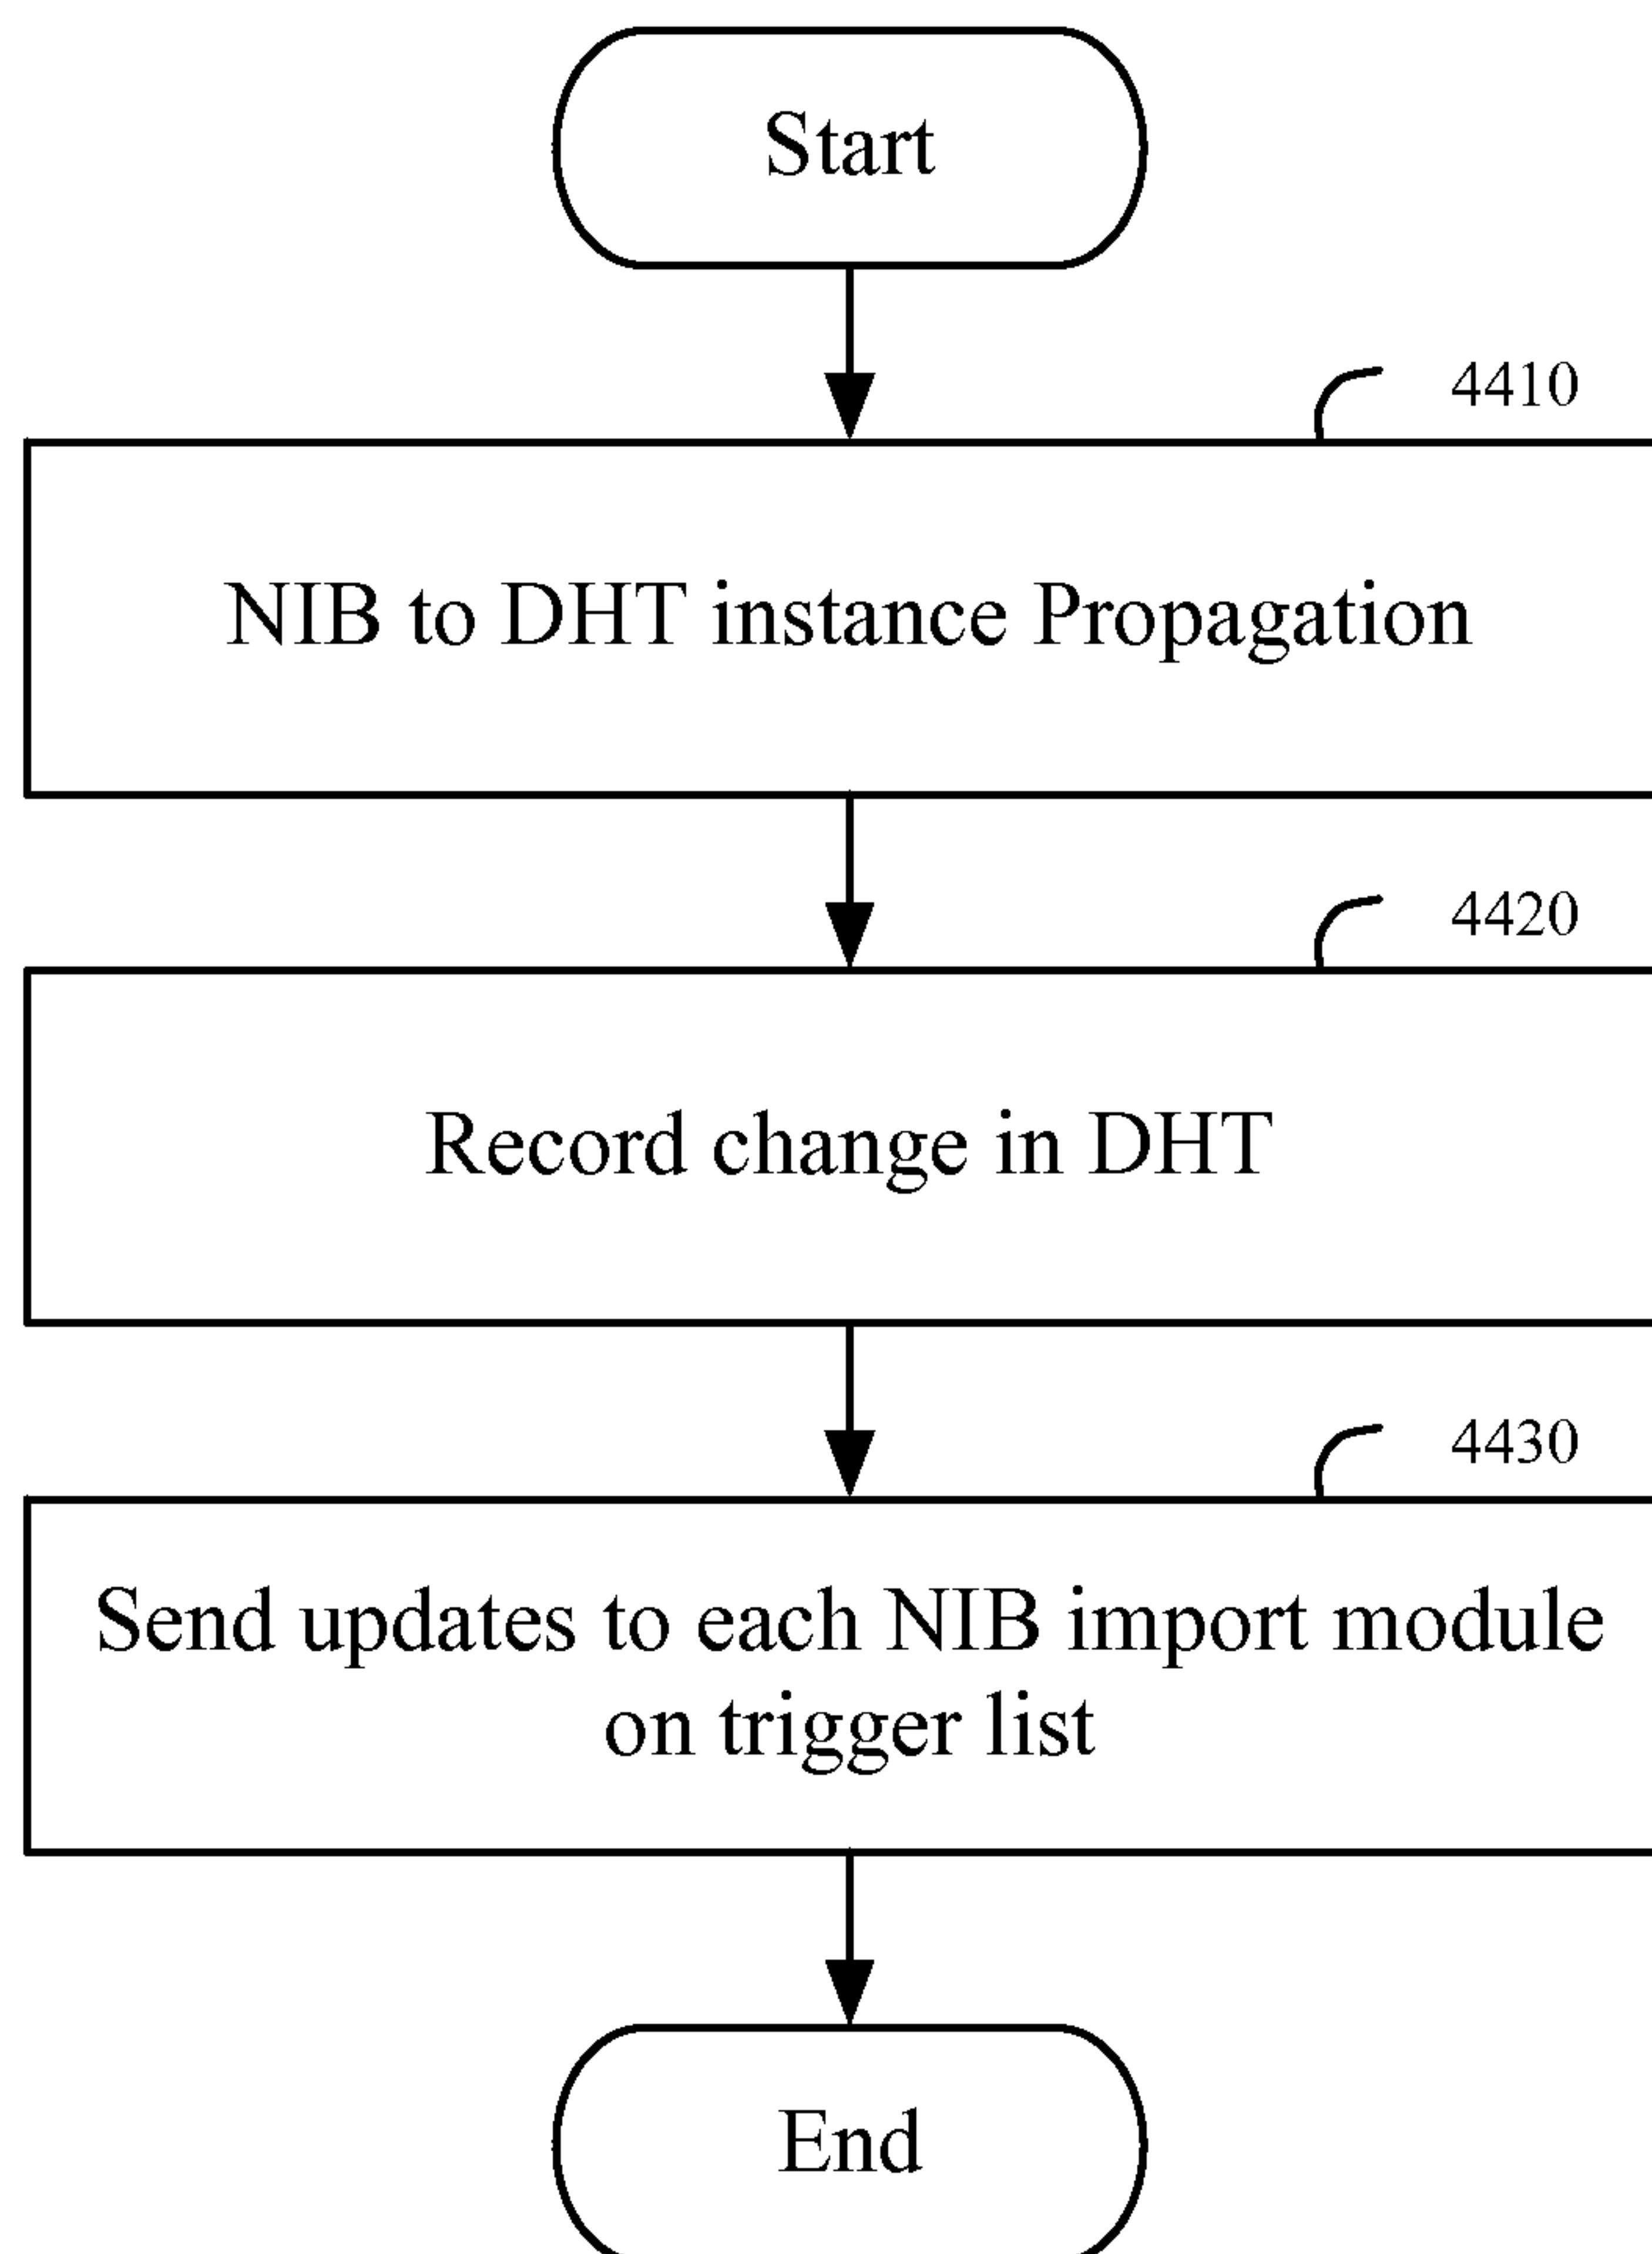 Start
4410
NIB to DHT instance Propagation
4420
Record change in DHT
4430
Send updates to each NIB import module
on trigger list
End